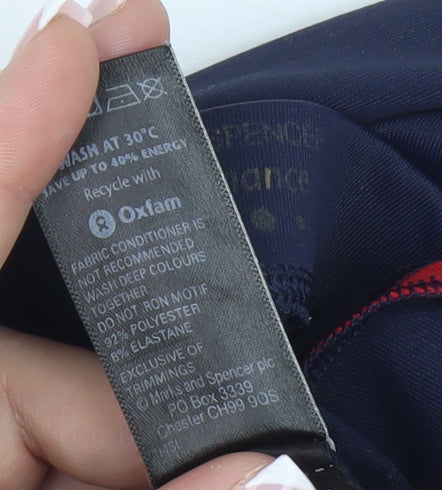 WASH AT 30°C
SAVE UP TO 40% ENERGY
Recycle with
Oxfam
FABRIC CONDITIONER IS
NOT RECOMMENDED
WASH DEEP COLOURS
TOGETHER
DO NOT IRON MOTIF
92% POLYESTER
8% ELASTANE
EXCLUSIVE OF
TRIMMINGS
© Marks and Spencer plc
PO Box 3339
Chester CH99 9QS
SPENCER